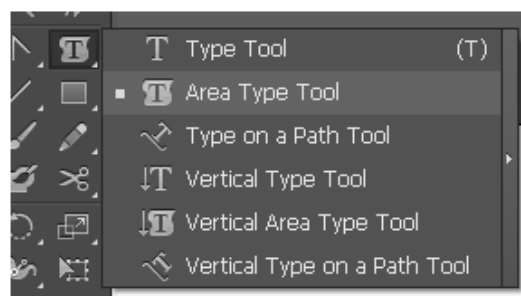 Type Tool (T)
Area Type Tool
Type on a Path Tool
Vertical Type Tool
Vertical Area Type Tool
Vertical Type on a Path Tool